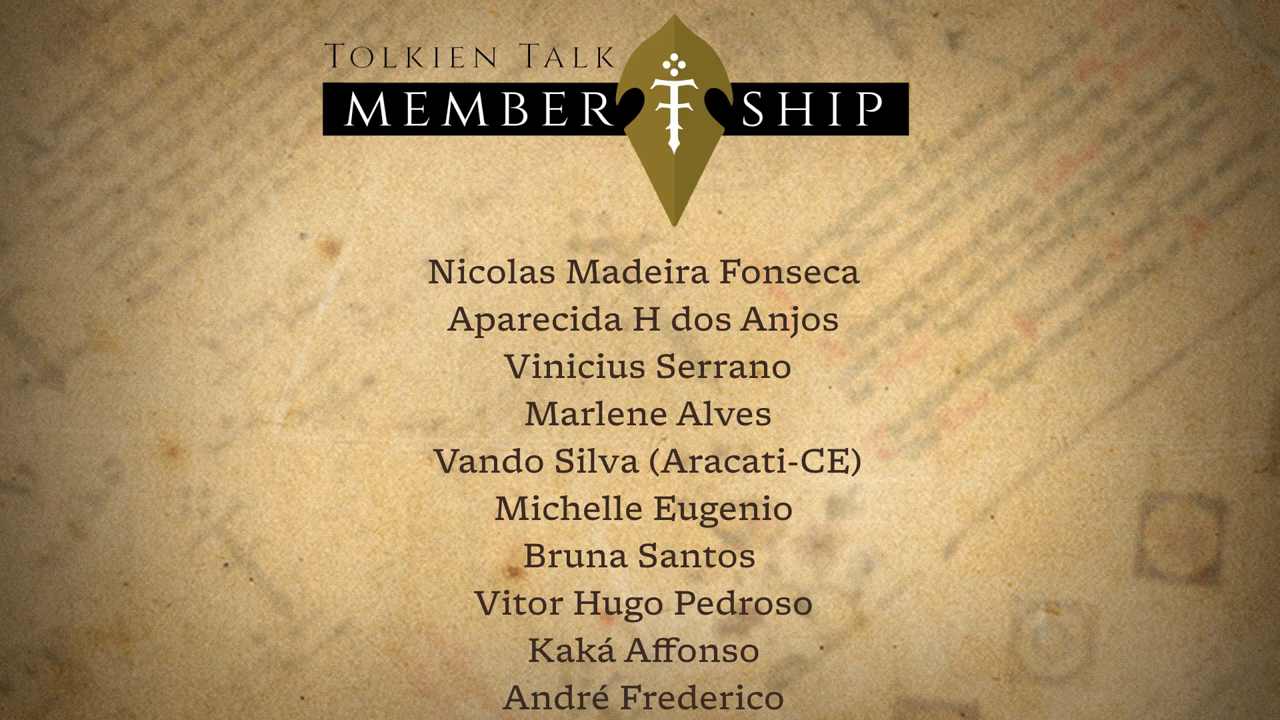 TOLKIEN TALK
MEMBER SHIP
Nicolas Madeira Fonseca
Aparecida H dos Anjos
Vinicius Serrano
Marlene Alves
Vando Silva (Aracati-CE)
Michelle Eugenio
Bruna Santos
Vitor Hugo Pedroso
Kaká Affonso
André Frederico